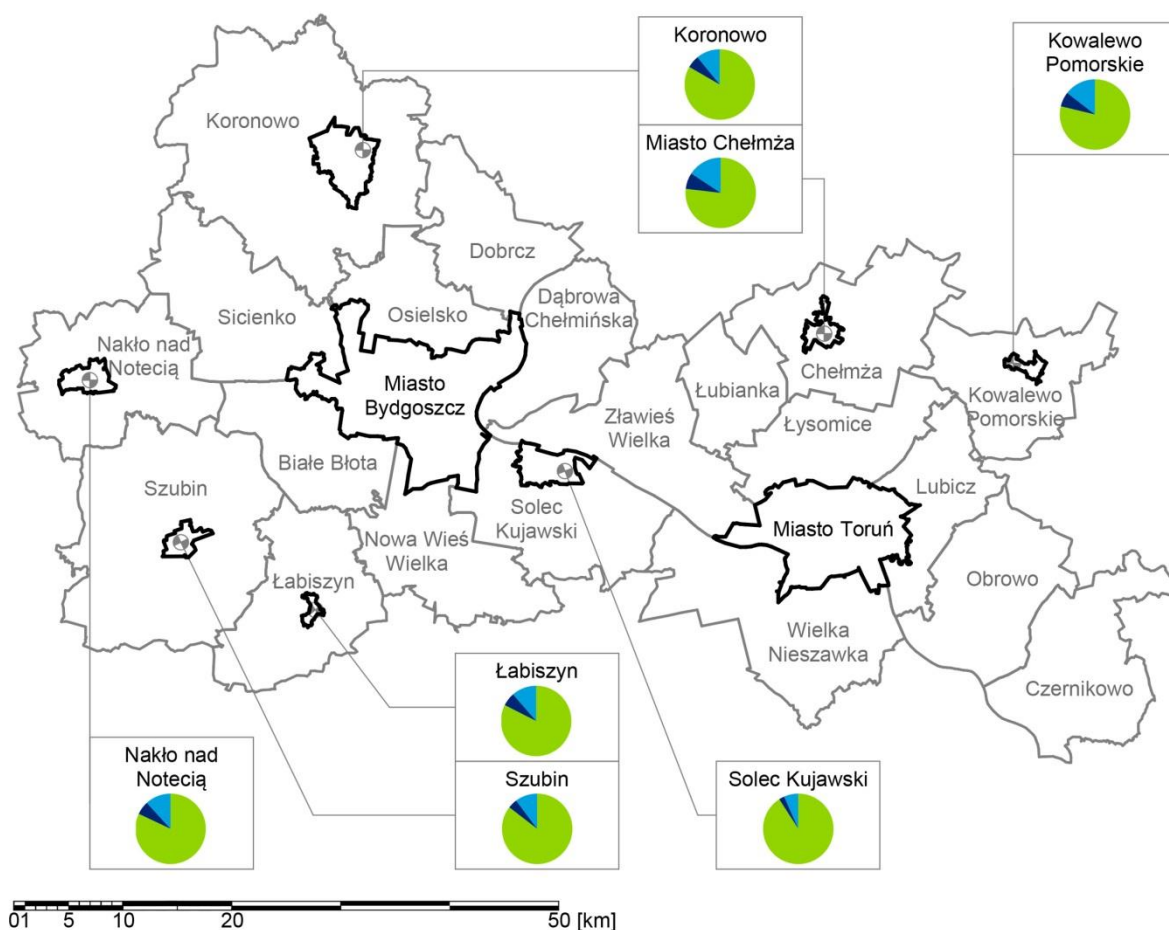 Koronowo
Kowalewo
Pomorskie
Miasto Chełmża
Koronowo
Dobrcz
Dąbrowa
Chełmińska
Osielsko
Sicienko
Nakło nad
Notecią
Miasto
Bydgoszcz
Łubianka
Chełmża
Kowalewo
Pomorskie
Zławieś
Wielka
Łysomice
Białe Błota
Szubin
Solec
Kujawski
Lubicz
Miasto Toruń
Nowa Wieś
Wielka
Łabiszyn
Obrowo
Wielka
Nieszawka
Czernikowo
Łabiszyn
Nakło nad
Notecią
Szubin
Solec Kujawski
01 5 10 20 50 [km]